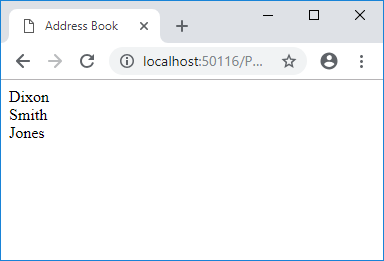 Address Book
localhost:50116/P...
Dixon
Smith
Jones